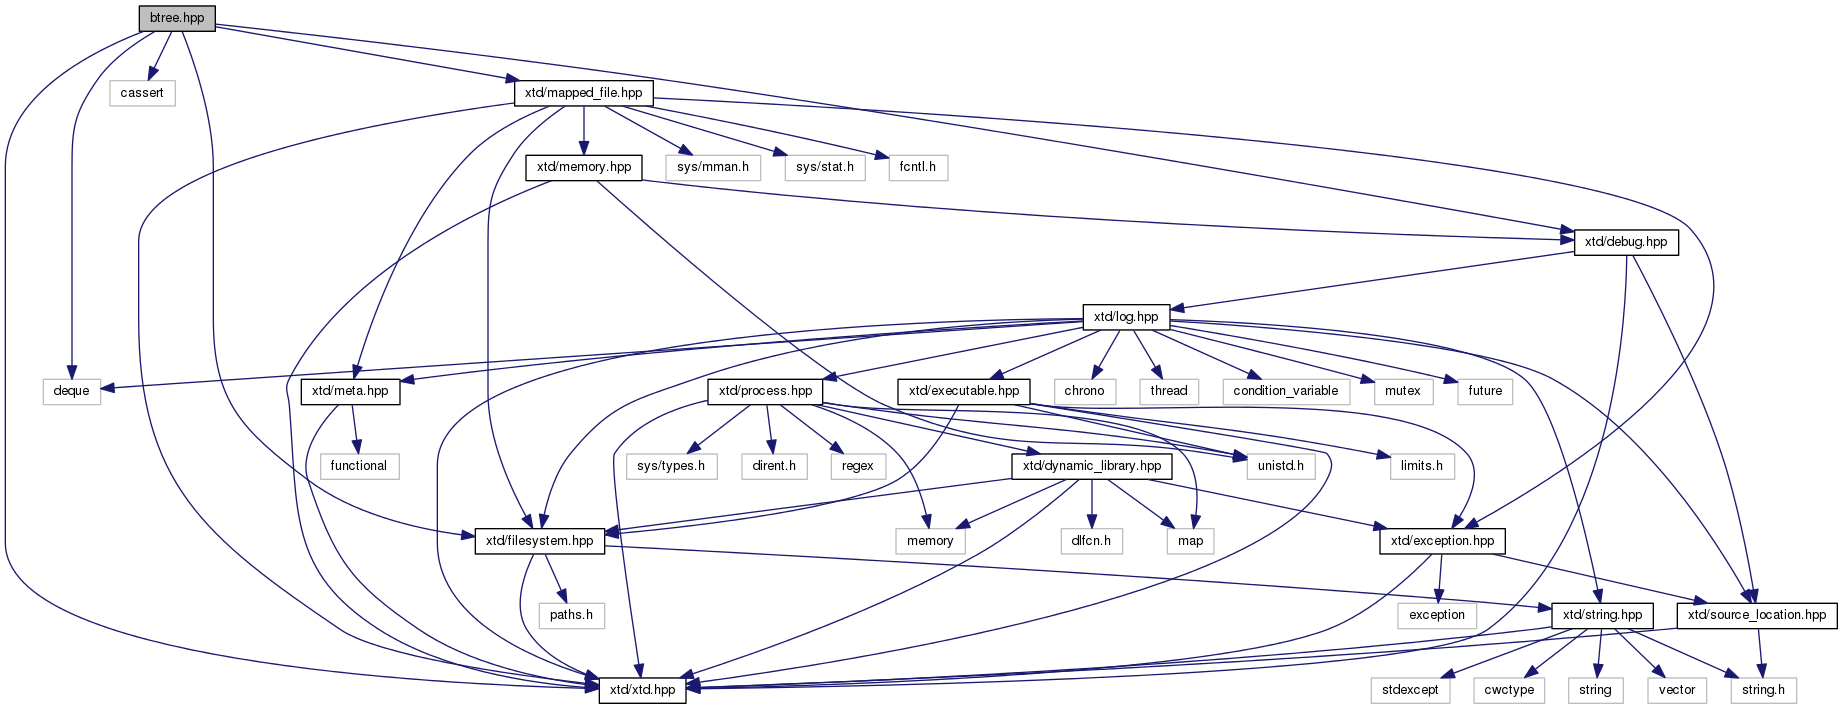 btree.hpp
cassert
xtd/mapped_file.hpp
xtd/memory.hpp
sys/mman.h
sys/stat.h
fcntl.h
xtd/debug.hpp
xtd/log.hpp
deque
xtd/meta.hpp
xtd/process.hpp
xtd/executable.hpp
chrono
thread
condition_variable
mutex
future
functional
sys/types.h
dirent.h
regex
xtd/dynamic_library.hpp
unistd.h
limits.h
xtd/filesystem.hpp
memory
dlfcn.h
map
xtd/exception.hpp
paths.h
exception
xtd/string.hpp
xtd/source_location.hpp
xtd/xtd.hpp
stdexcept
cwctype
string
vector
string.h